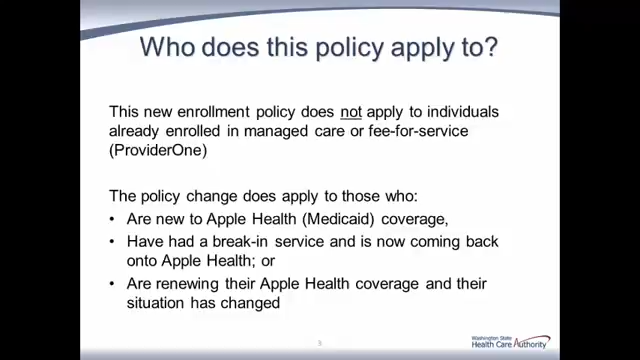 Who does this policy apply to?
This new enrollment policy does not apply to individuals
already enrolled in managed care or fee-for-service
(ProviderOne)
The policy change does apply to those who:
• Are new to Apple Health (Medicaid) coverage,
• Have had a break-in service and is now coming back
onto Apple Health; or
• Are renewing their Apple Health coverage and their
situation has changed
3
Washington State
Health Care Authority